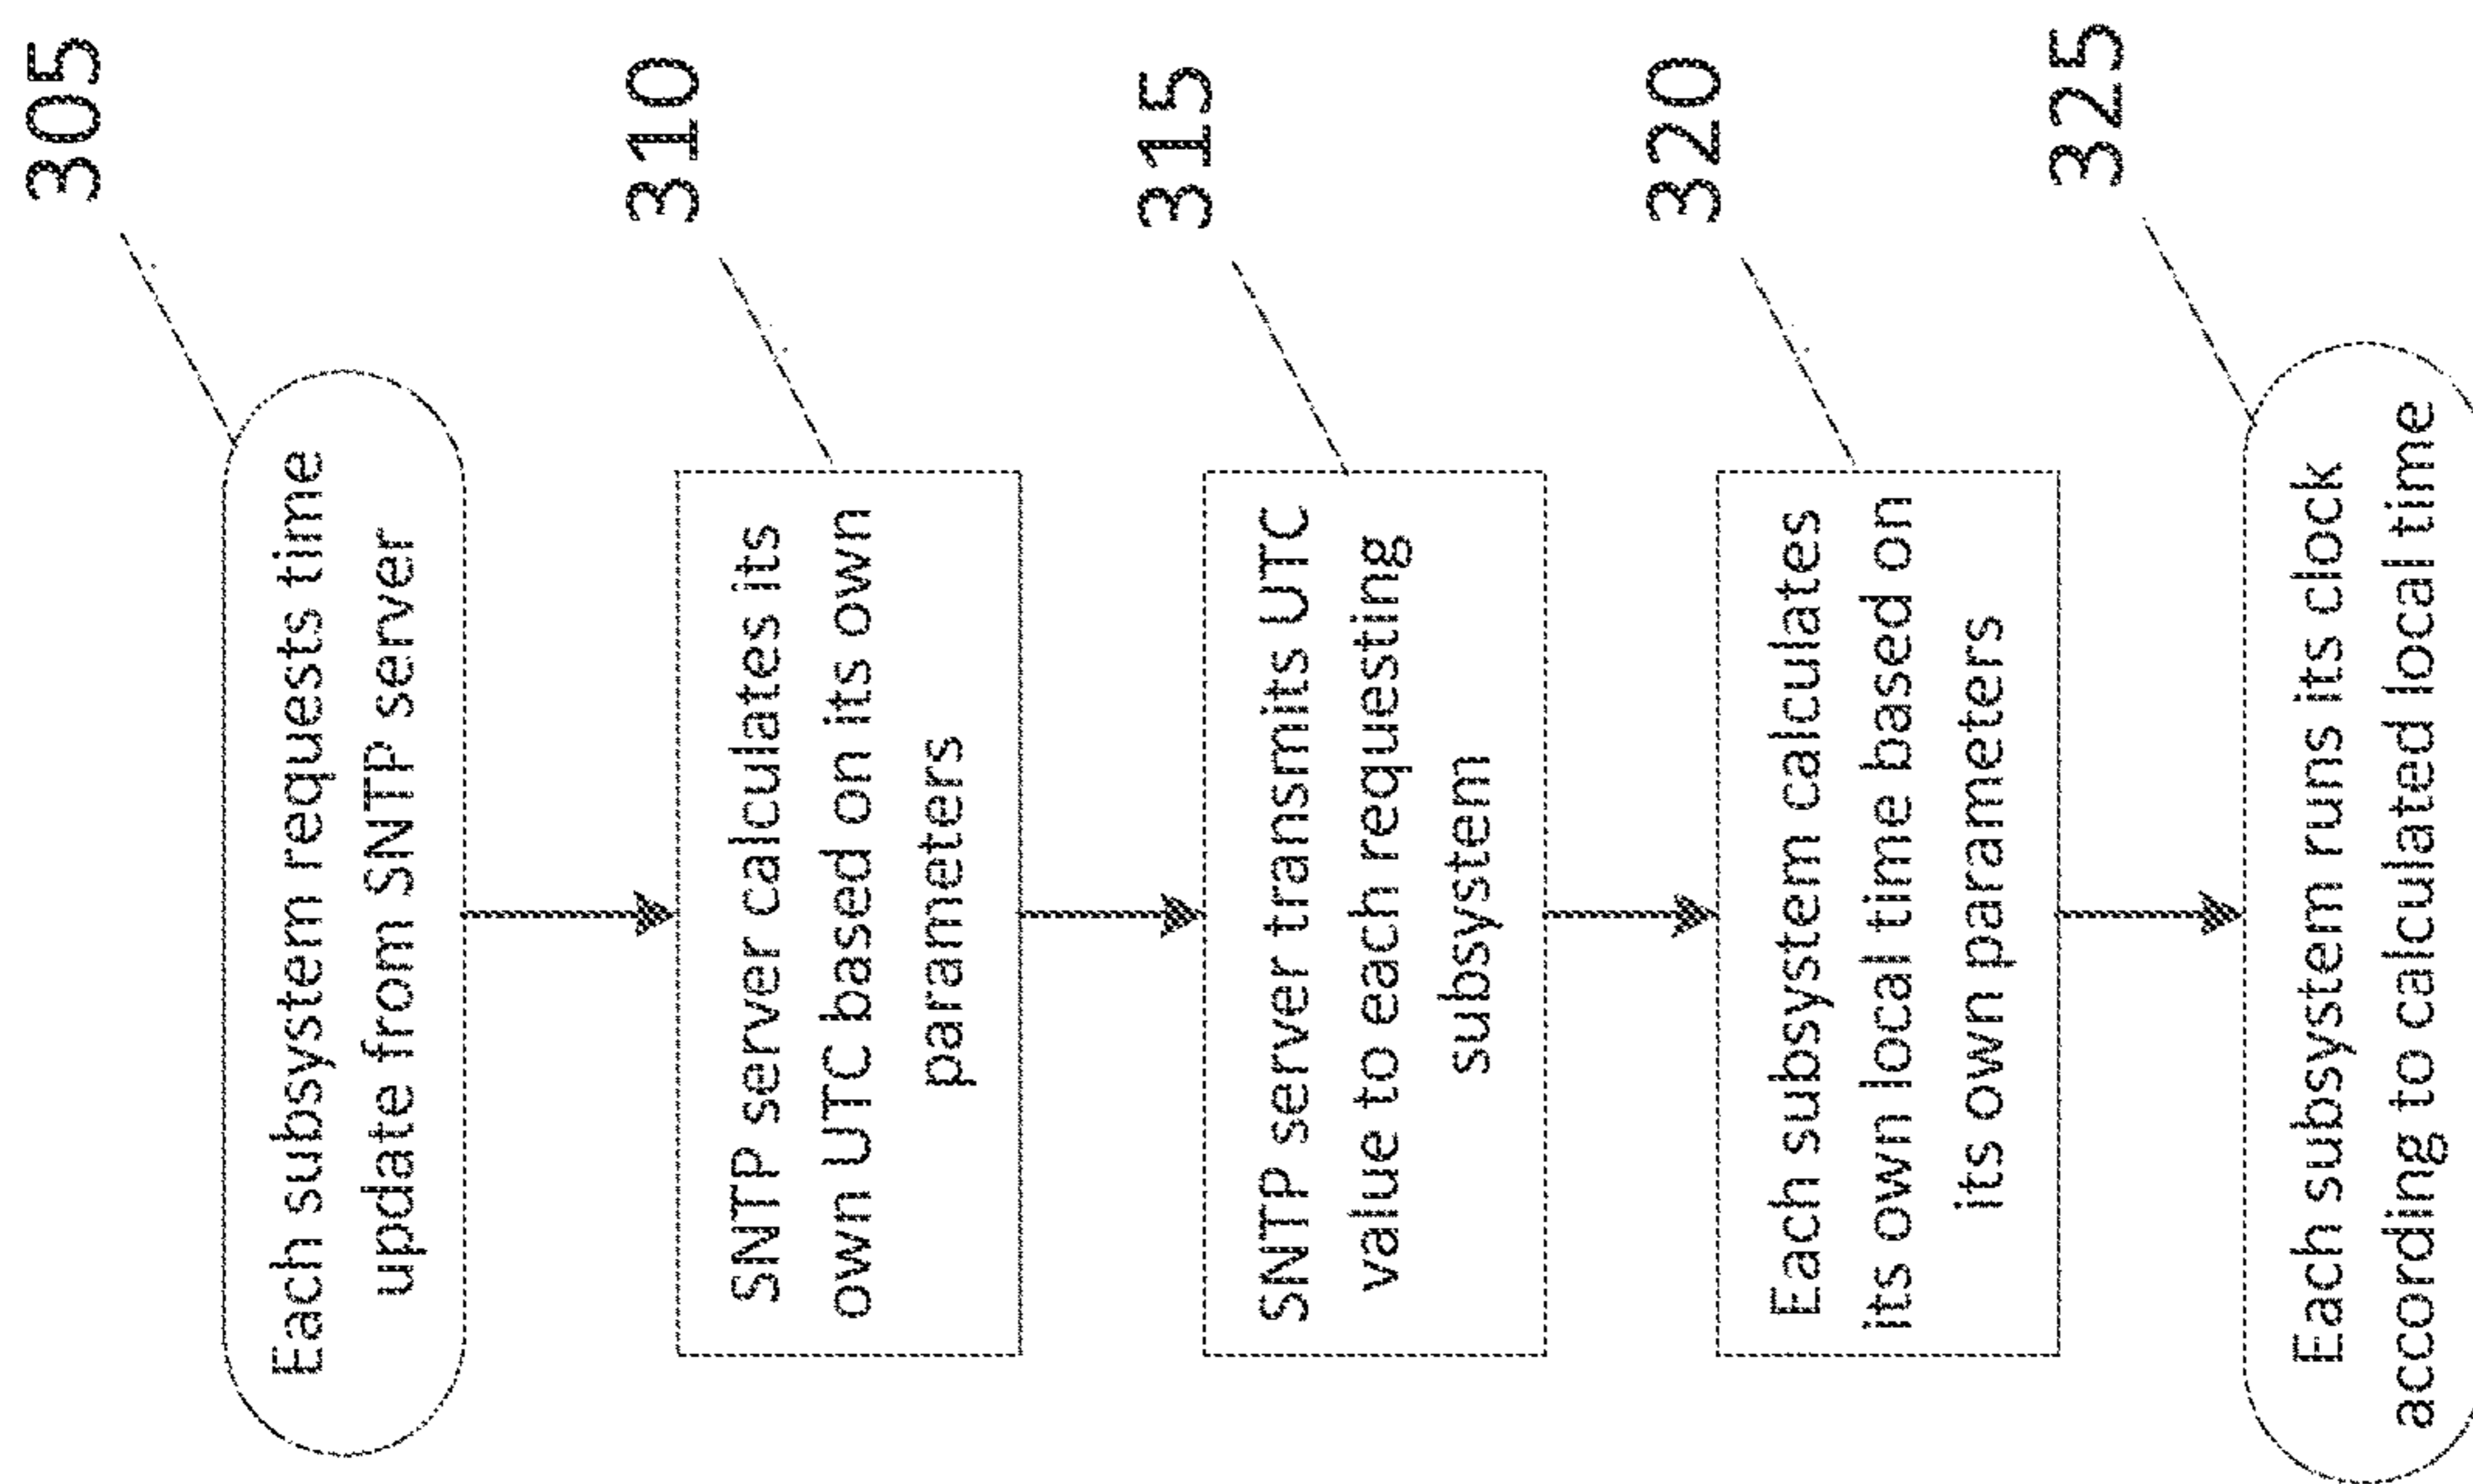 305
Each subsystem requests time
update from SNTP server
310
SNTP server calculates its
own UTC based on its own
parameters
315
SNTP server transmits UTC
value to each requesting
subsystem
320
Each subsystem calculates
its own local time based on
its own parameters
325
Each subsystem runs its clock
according to calculated local time